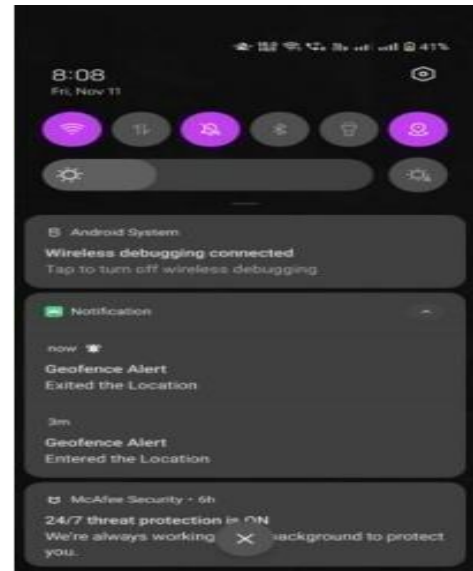 41%
8:08
Fri, Nov 11
Android System
Wireless debugging connected
Tap to turn off wireless debugging
Notification
now
Geofence Alert
Exited the Location
3m
Geofence Alert
Entered the Location
McAfee Security • 6h
24/7 threat protection is ON
We're always working background to protect
you.